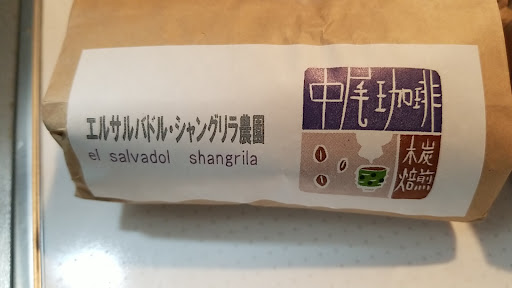 エルサルバドル・シャングリラ農園
el salvadol shangrila
中尾珈琲
木炭
焙煎